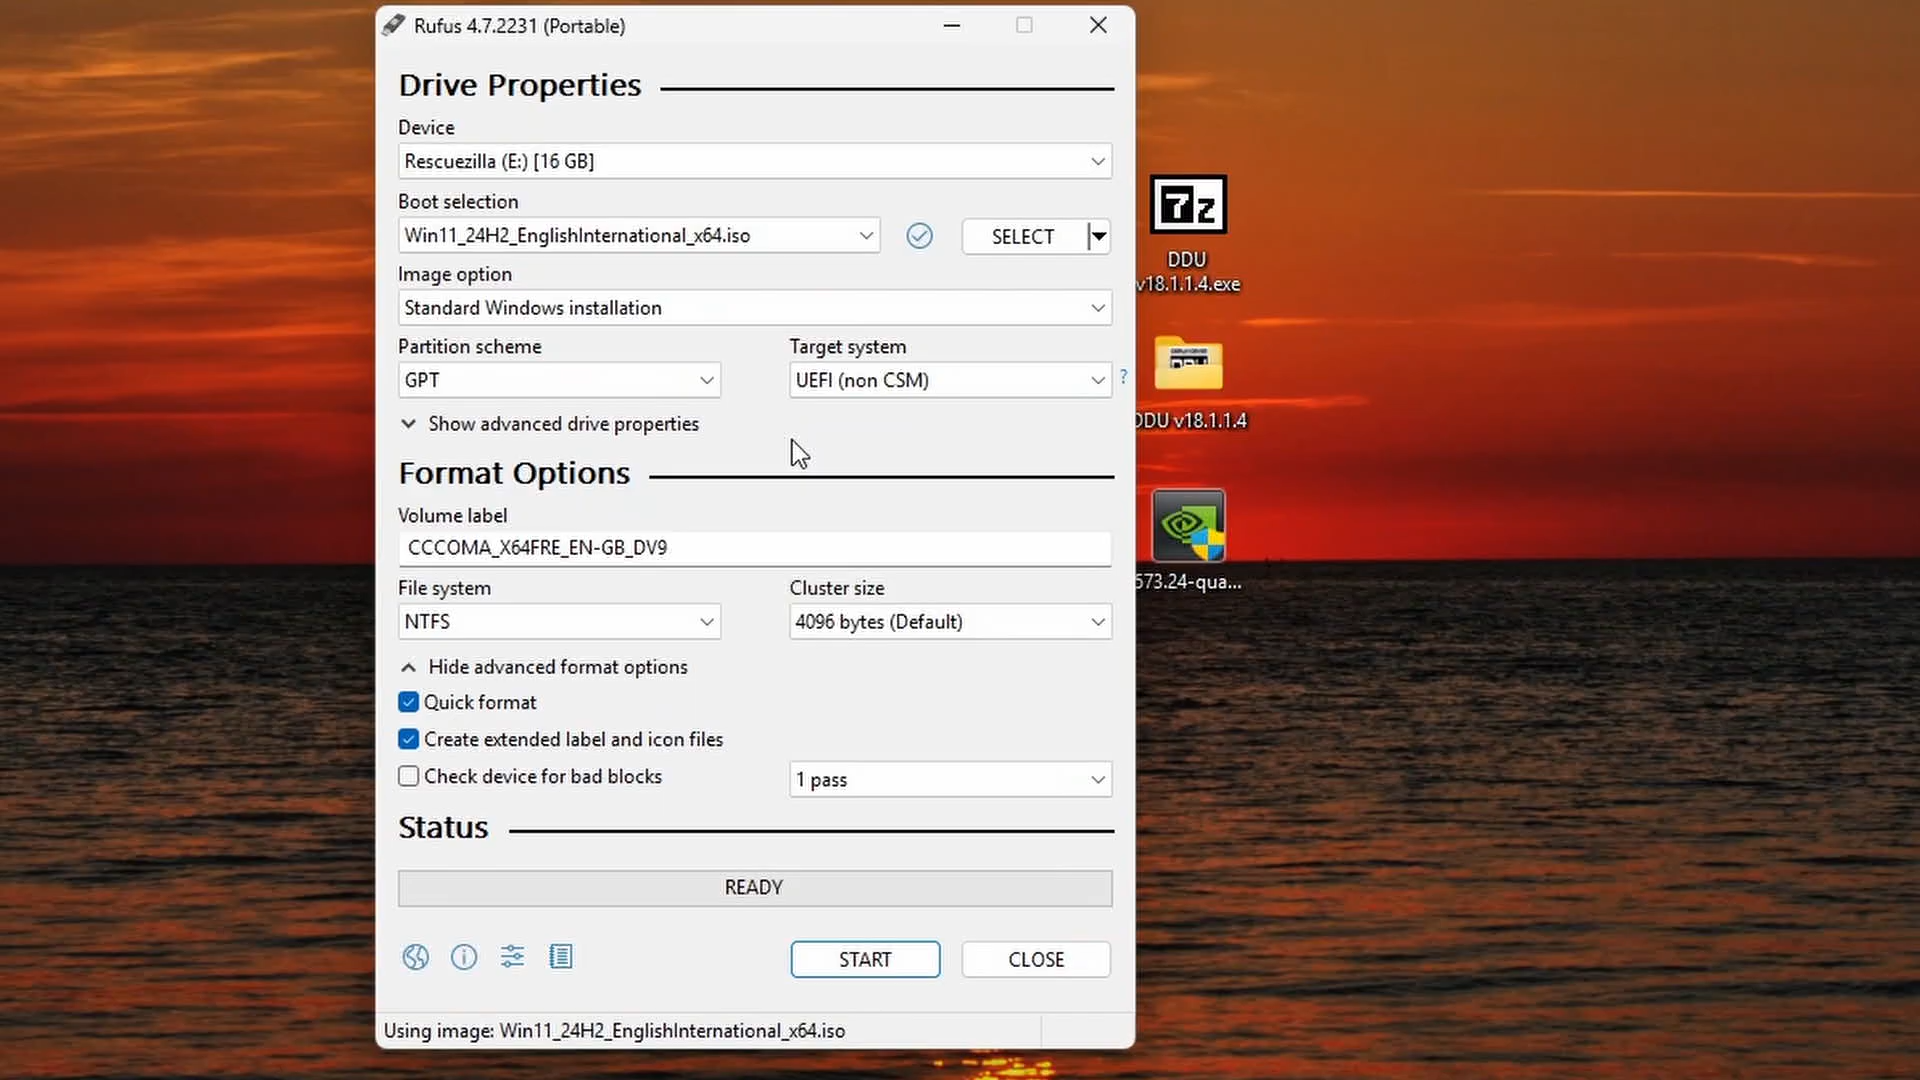 Rufus 4.7.2231 (Portable)
Drive Properties
Device
Rescuezilla (E:) [16 GB]
Boot selection
Win11_24H2_EnglishInternational_x64.iso
SELECT
Image option
Standard Windows installation
Partition scheme
Target system
GPT
UEFI (non CSM)
?
Show advanced drive properties
Format Options
Volume label
CCCOMA_X64FRE_EN-GB_DV9
File system
Cluster size
NTFS
4096 bytes (Default)
Hide advanced format options
Quick format
Create extended label and icon files
Check device for bad blocks
1 pass
Status
READY
START
CLOSE
Using image: Win11_24H2_EnglishInternational_x64.iso
7z
DDU
v18.1.1.4.exe
DDU v18.1.1.4
573.24-qua...